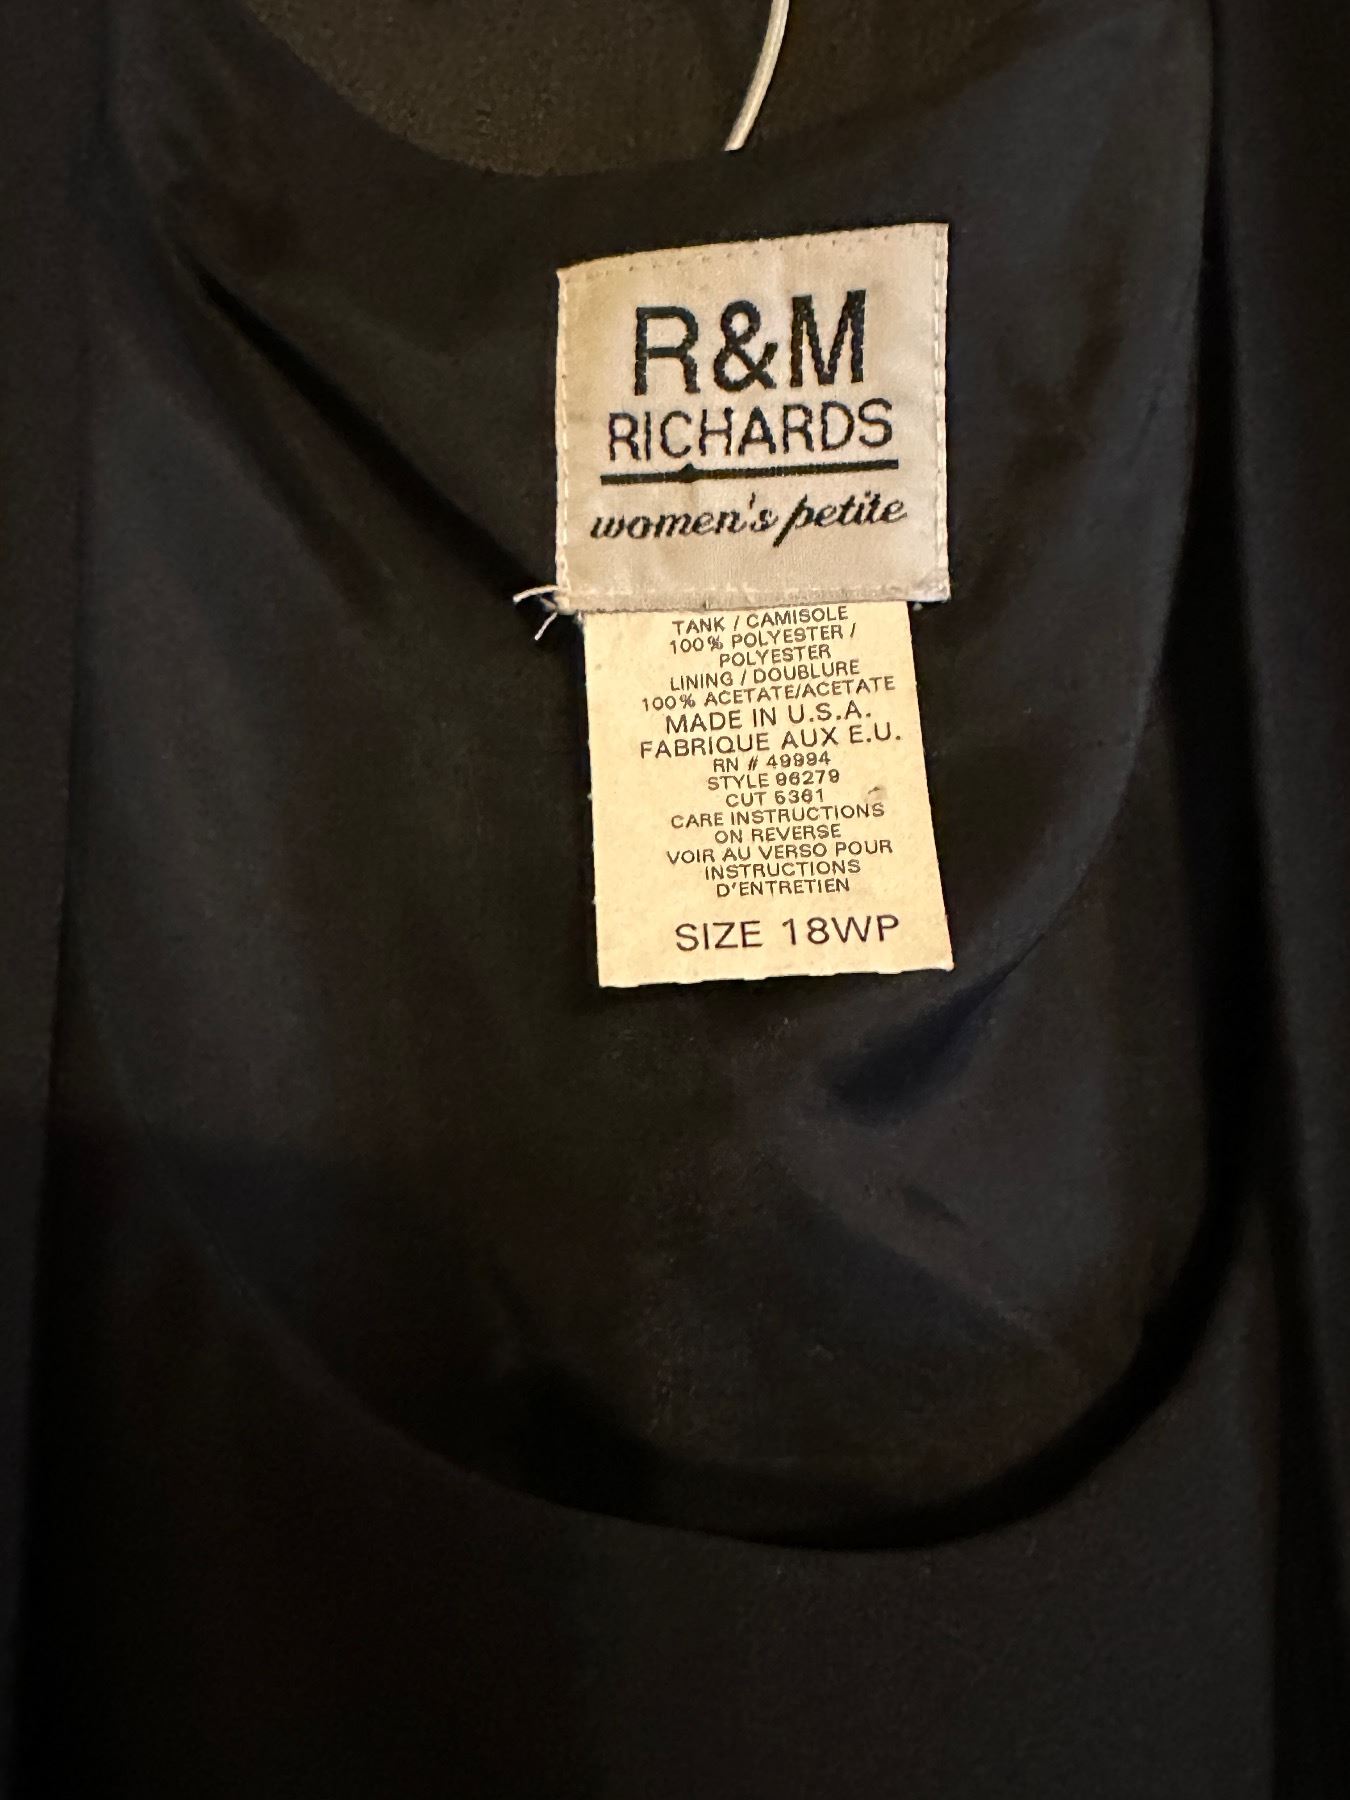 R&M
RICHARDS
women's petite
TANK / CAMISOLE
100% POLYESTER /
POLYESTER
LINING / DOUBLURE
100% ACETATE/ACETATE
MADE IN U.S.A.
FABRIQUE AUX E.U.
RN # 49994
STYLE 96279
CUT 5361
CARE INSTRUCTIONS
ON REVERSE
VOIR AU VERSO POUR
INSTRUCTIONS
D'ENTRETIEN
SIZE 18WP